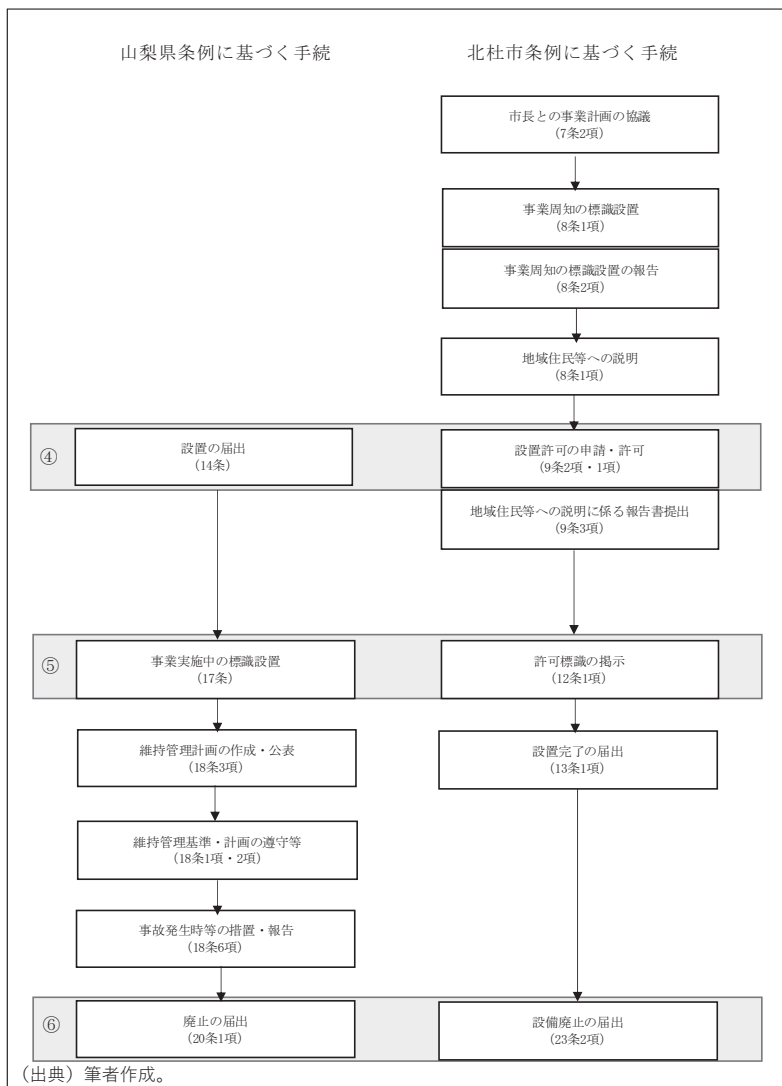 山梨県条例に基づく手続
北杜市条例に基づく手続
市長との事業計画の協議
(7条2項)
事業周知の標識設置
(8条1項)
事業周知の標識設置の報告
(8条2項)
地域住民等への説明
(8条1項)
④
設置の届出
(14条)
設置許可の申請・許可
(9条2項・1項)
地域住民等への説明に係る報告書提出
(9条3項)
⑤
事業実施中の標識設置
(17条)
許可標識の掲示
(12条1項)
維持管理計画の作成・公表
(18条3項)
設置完了の届出
(13条1項)
維持管理基準・計画の遵守等
(18条1項・2項)
事故発生時等の措置・報告
(18条6項)
⑥
廃止の届出
(20条1項)
設備廃止の届出
(23条2項)
(出典)筆者作成。